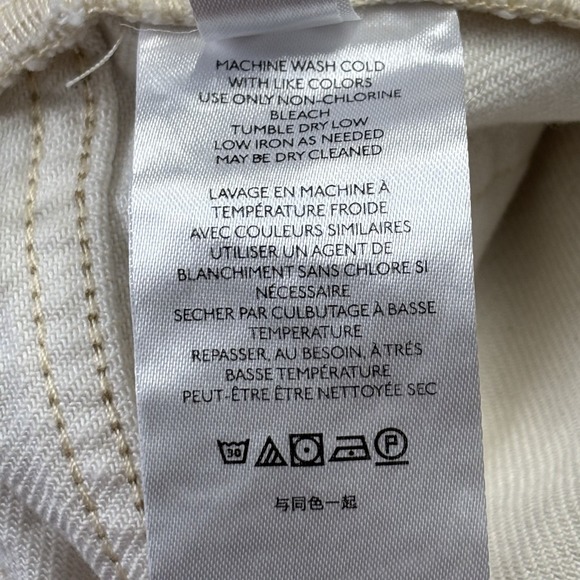 MACHINE WASH COLD
WITH LIKE COLORS
USE ONLY NON-CHLORINE
BLEACH
TUMBLE DRY LOW
LOW IRON AS NEEDED
MAY BE DRY CLEANED
LAVAGE EN MACHINE À
TEMPÉRATURE FROIDE
AVEC COULEURS SIMILAIRES
UTILISER UN AGENT DE
BLANCHIMENT SANS CHLORE SI
NÉCESSAIRE
SECHER PAR CULBUTAGE À BASSE
TEMPERATURE
REPASSER, AU BESOIN, À TRÉS
BASSE TEMPÉRATURE
PEUT-ÊTRE ÊTRE NETTOYÉE SEC
30 P
与同色一起